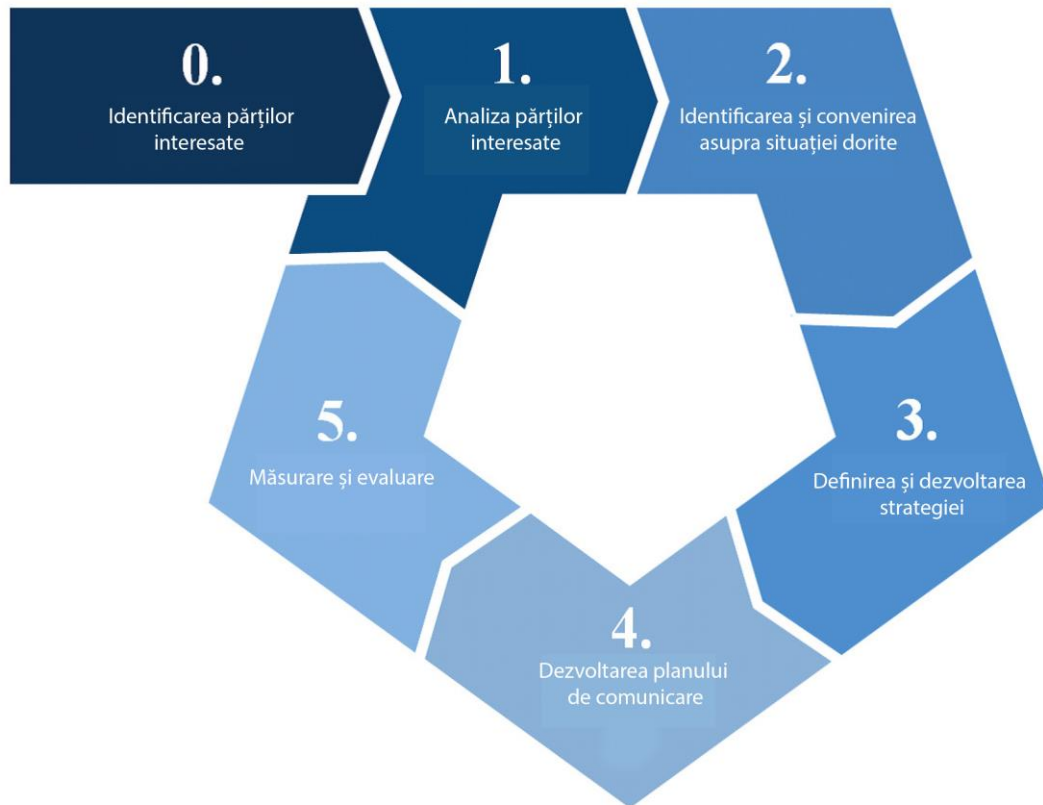 0.
Identificarea părților
interesate
1.
Analiza părților
interesate
2.
Identificarea și convenirea
asupra situației dorite
3.
Definirea și dezvoltarea
strategiei
4.
Dezvoltarea planului
de comunicare
5.
Măsurare și evaluare